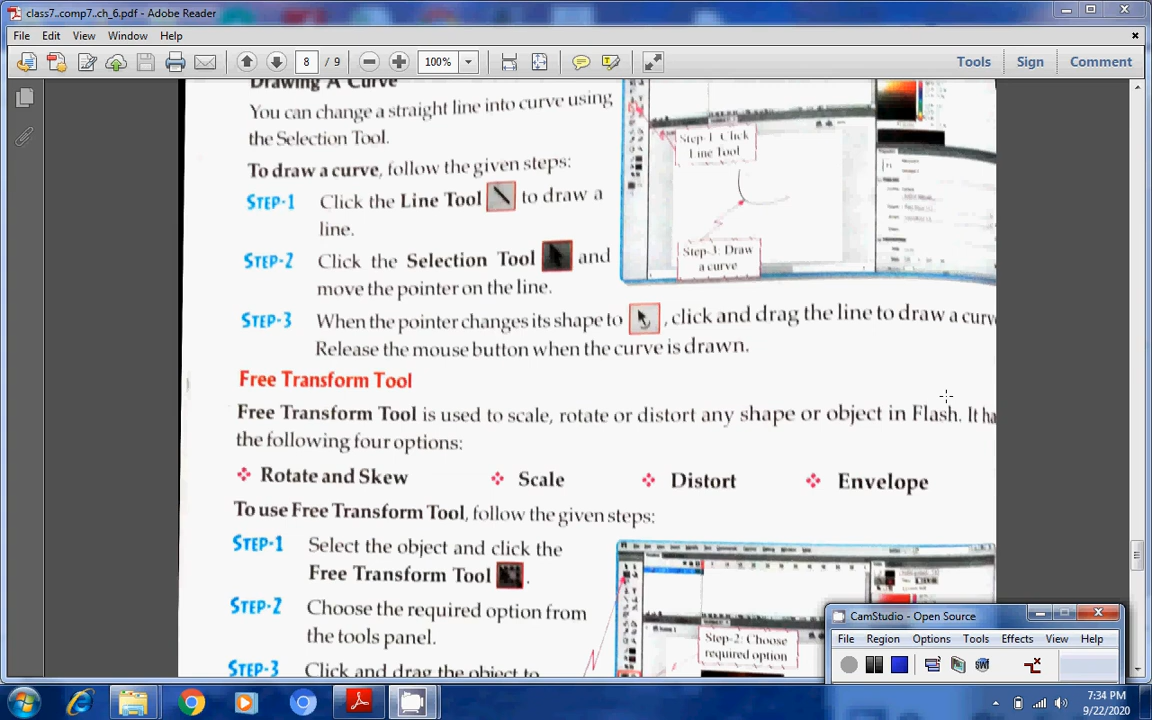 class7..comp7..ch_6.pdf - Adobe Reader
File Edit View Window Help
8 / 9 100% Tools Sign Comment
Drawing A Curve
You can change a straight line into curve using
the Selection Tool.
To draw a curve, follow the given steps:
STEP-1 Click the Line Tool to draw a
line.
STEP-2 Click the Selection Tool and
move the pointer on the line.
STEP-3 When the pointer changes its shape to , click and drag the line to draw a curv
Release the mouse button when the curve is drawn.
Step-1: Click
Line Tool
Step-3: Draw
a curve
Free Transform Tool
Free Transform Tool is used to scale, rotate or distort any shape or object in Flash. It ha
the following four options:
Rotate and Skew Scale Distort Envelope
To use Free Transform Tool, follow the given steps:
STEP-1 Select the object and click the
Free Transform Tool .
STEP-2 Choose the required option from
the tools panel.
STEP-3 Click and drag the object to
Step-2: Choose
required option
CamStudio - Open Source
File Region Options Tools Effects View Help
7:34 PM
9/22/2020